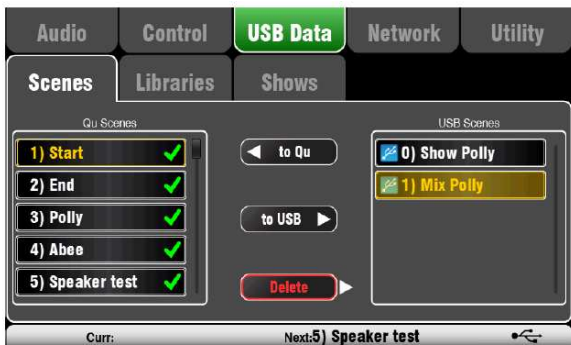 Audio Control USB Data Network Utility
Scenes Libraries Shows
Qu Scenes USB Scenes
1) Start to Qu 0) Show Polly
2) End 1) Mix Polly
3) Polly to USB
4) Abee
5) Speaker test Delete
Curr: Next:5) Speaker test